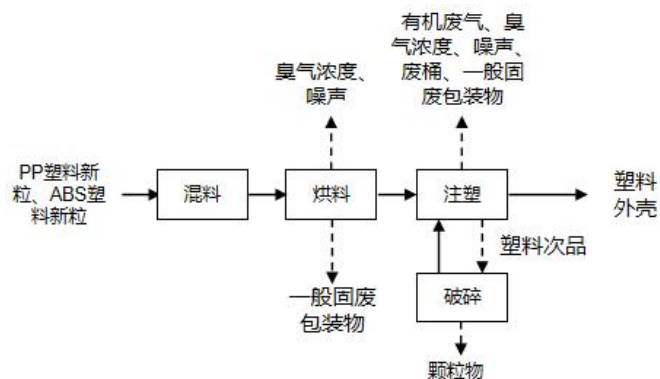 有机废气、臭
气浓度、噪声、
废桶、一般固
废包装物
臭气浓度、
噪声
PP塑料新
粒、ABS塑
料新粒
混料
烘料
注塑
塑料
外壳
塑料次品
一般固废
包装物
破碎
颗粒物